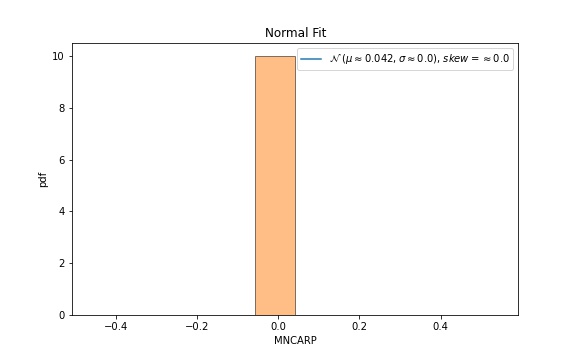 Normal Fit
𝒩 (μ ≈ 0.042, σ ≈ 0.0), skew = ≈ 0.0
10
8
6
4
2
0
pdf
−0.4 −0.2 0.0 0.2 0.4
MNCARP